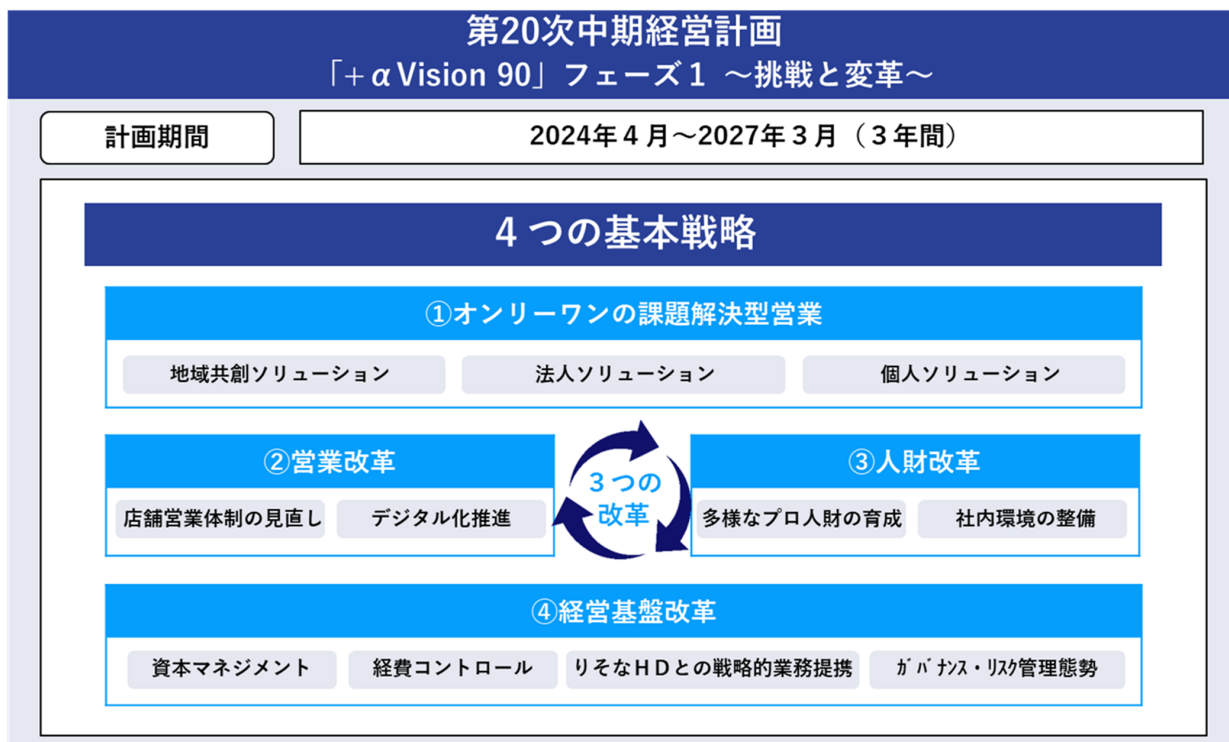 第20次中期経営計画
「+αVision 90」フェーズ１ ～挑戦と変革～
計画期間
2024年４月～2027年３月（３年間）
４つの基本戦略
①オンリーワンの課題解決型営業
地域共創ソリューション
法人ソリューション
個人ソリューション
②営業改革
店舗営業体制の見直し
デジタル化推進
３つの
改革
③人財改革
多様なプロ人財の育成
社内環境の整備
④経営基盤改革
資本マネジメント
経費コントロール
りそなＨＤとの戦略的業務提携
ｶﾞﾊﾞﾅﾝｽ・ﾘｽｸ管理態勢